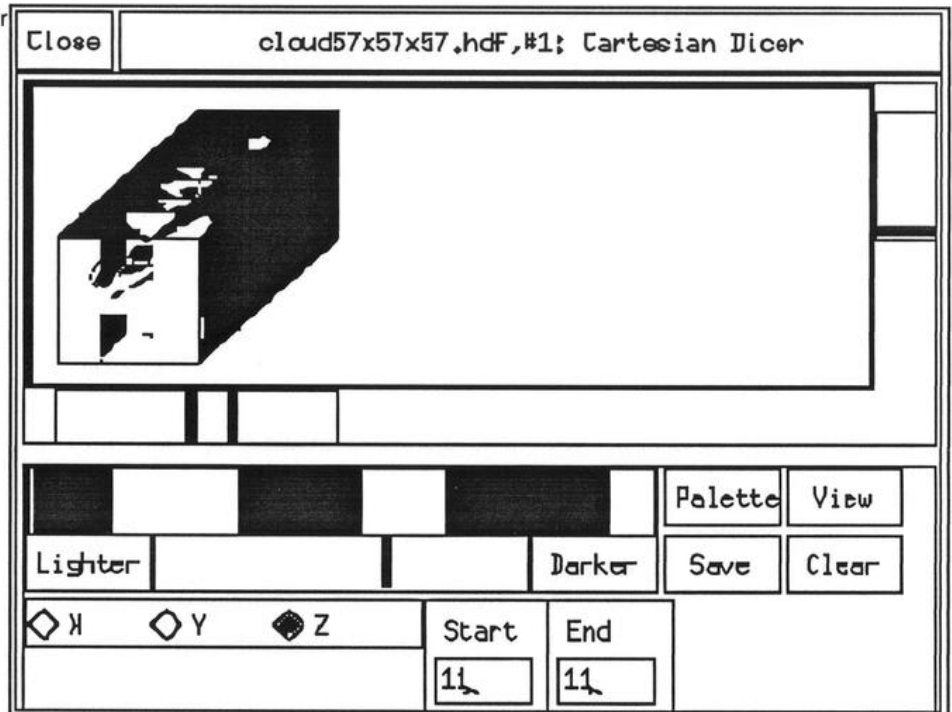 r
Close
cloud57x57x57.hdf,#1: Cartesian Dicer
Palette
View
Lighter
Darker
Save
Clear
X
Y
Z
Start
End
11
11